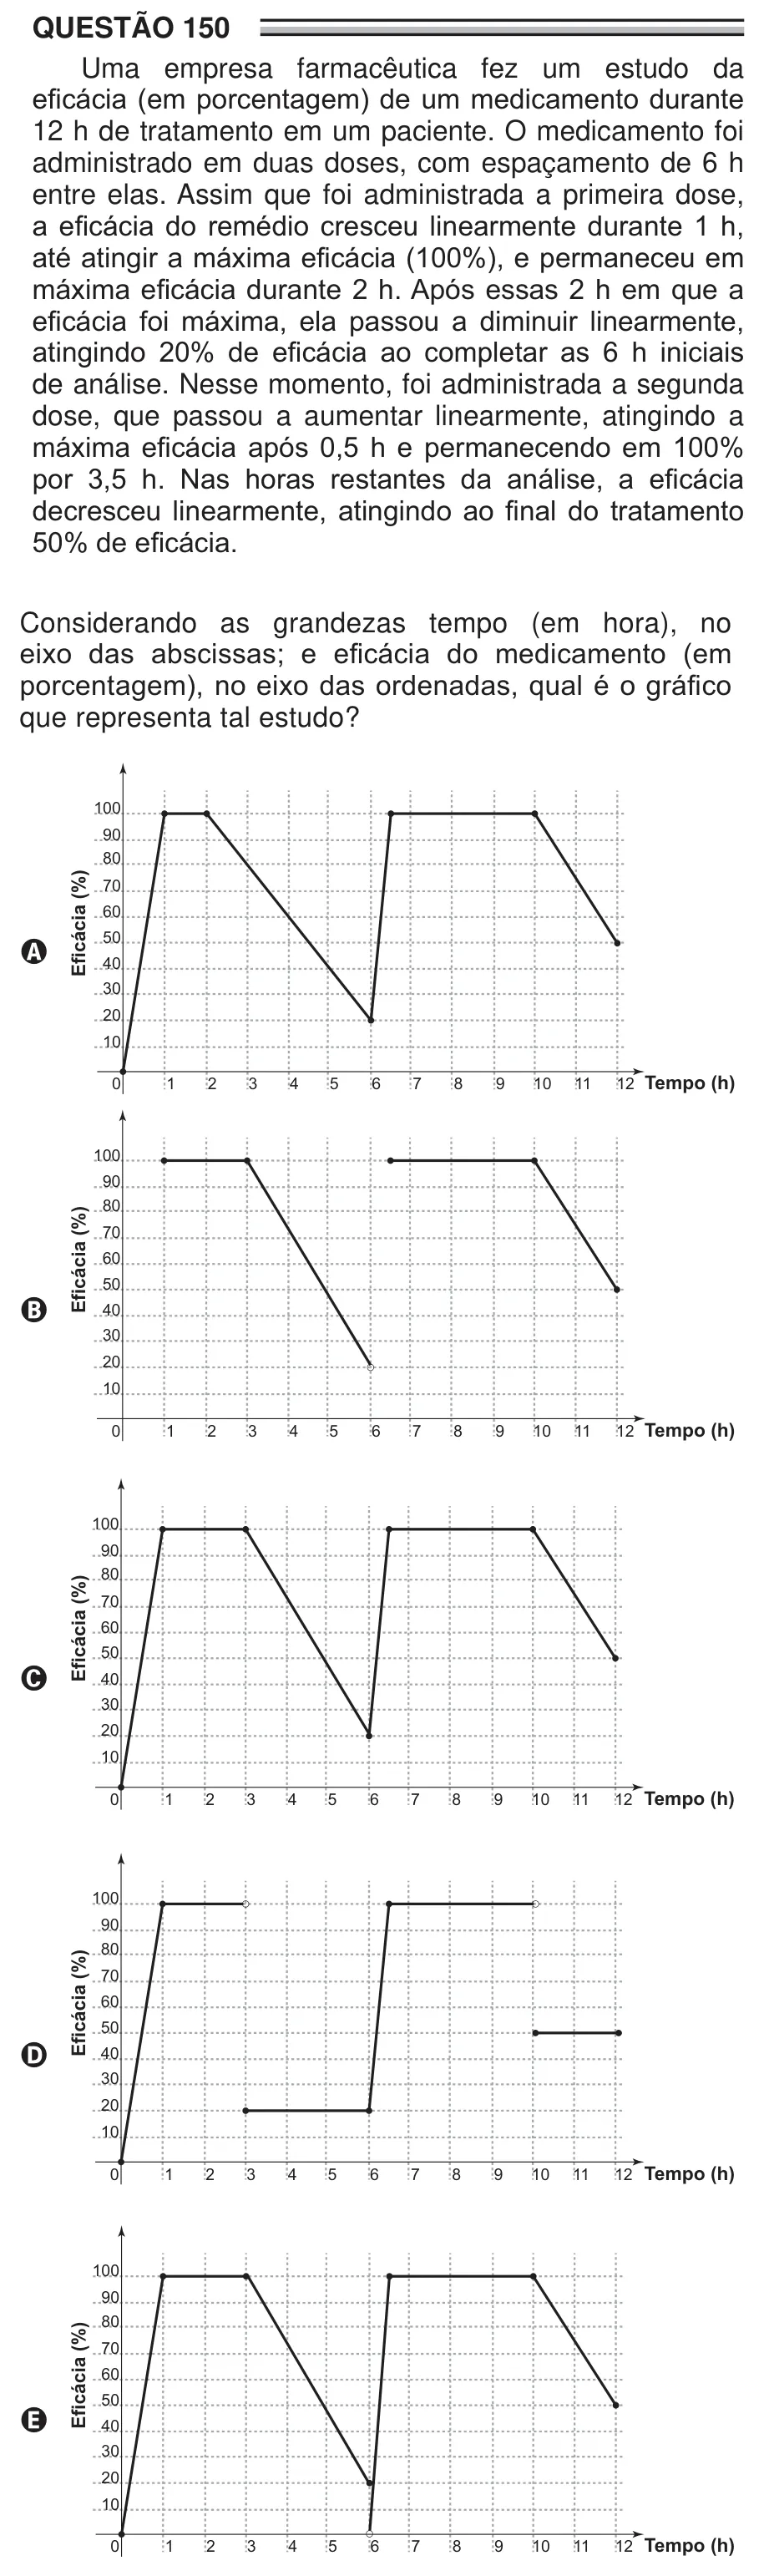 QUESTÃO 150
Uma empresa farmacêutica fez um estudo da
eficácia (em porcentagem) de um medicamento durante
12 h de tratamento em um paciente. O medicamento foi
administrado em duas doses, com espaçamento de 6 h
entre elas. Assim que foi administrada a primeira dose,
a eficácia do remédio cresceu linearmente durante 1 h,
até atingir a máxima eficácia (100%), e permaneceu em
máxima eficácia durante 2 h. Após essas 2 h em que a
eficácia foi máxima, ela passou a diminuir linearmente,
atingindo 20% de eficácia ao completar as 6 h iniciais
de análise. Nesse momento, foi administrada a segunda
dose, que passou a aumentar linearmente, atingindo a
máxima eficácia após 0,5 h e permanecendo em 100%
por 3,5 h. Nas horas restantes da análise, a eficácia
decresceu linearmente, atingindo ao final do tratamento
50% de eficácia.
Considerando as grandezas tempo (em hora), no
eixo das abscissas; e eficácia do medicamento (em
porcentagem), no eixo das ordenadas, qual é o gráfico
que representa tal estudo?
A
Eficácia (%)
100
90
80
70
60
50
40
30
20
10
0 1 2 3 4 5 6 7 8 9 10 11 12 Tempo (h)
B
Eficácia (%)
100
90
80
70
60
50
40
30
20
10
0 1 2 3 4 5 6 7 8 9 10 11 12 Tempo (h)
C
Eficácia (%)
100
90
80
70
60
50
40
30
20
10
0 1 2 3 4 5 6 7 8 9 10 11 12 Tempo (h)
D
Eficácia (%)
100
90
80
70
60
50
40
30
20
10
0 1 2 3 4 5 6 7 8 9 10 11 12 Tempo (h)
E
Eficácia (%)
100
90
80
70
60
50
40
30
20
10
0 1 2 3 4 5 6 7 8 9 10 11 12 Tempo (h)